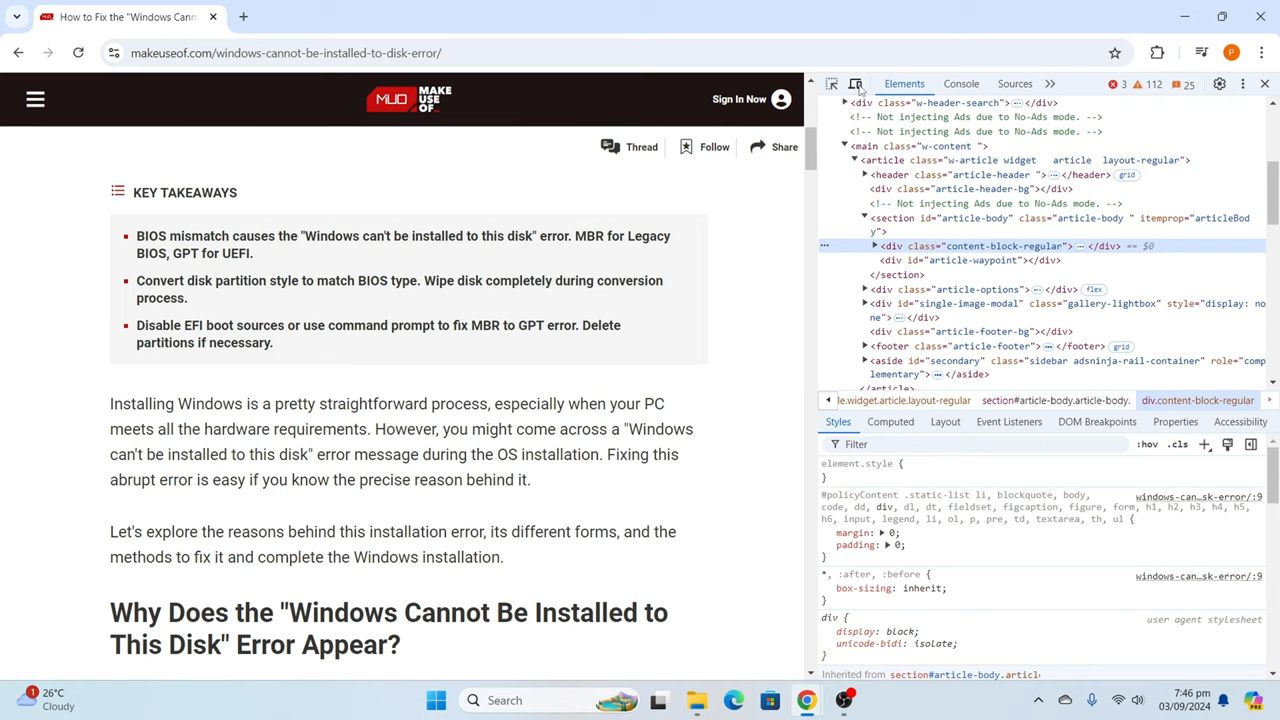 How to Fix the "Windows Cann
makeuseof.com/windows-cannot-be-installed-to-disk-error/
P
MUO
MAKE
USE
OF_
Sign In Now
Thread
Follow
Share
KEY TAKEAWAYS
BIOS mismatch causes the "Windows can't be installed to this disk" error. MBR for Legacy
BIOS, GPT for UEFI.
Convert disk partition style to match BIOS type. Wipe disk completely during conversion
process.
Disable EFI boot sources or use command prompt to fix MBR to GPT error. Delete
partitions if necessary.
Installing Windows is a pretty straightforward process, especially when your PC
meets all the hardware requirements. However, you might come across a "Windows
can't be installed to this disk" error message during the OS installation. Fixing this
abrupt error is easy if you know the precise reason behind it.
Let's explore the reasons behind this installation error, its different forms, and the
methods to fix it and complete the Windows installation.
Why Does the "Windows Cannot Be Installed to
This Disk" Error Appear?
Elements
Console
Sources
3
112
25
<div class="w-header-search"> … </div>
<!-- Not injecting Ads due to No-Ads mode. -->
<!-- Not injecting Ads due to No-Ads mode. -->
<main class="w-content ">
<article class="w-article widget article layout-regular">
<header class="article-header "> … </header> grid
<div class="article-header-bg"></div>
<!-- Not injecting Ads due to No-Ads mode. -->
<section id="article-body" class="article-body " itemprop="articleBod
y">
… <div class="content-block-regular"> … </div> == $0
<div id="article-waypoint"></div>
</section>
<div class="article-options"> … </div> flex
<div id="single-image-modal" class="gallery-lightbox" style="display: no
ne"> … </div>
<div class="article-footer-bg"></div>
<footer class="article-footer"> … </footer> grid
<aside id="secondary" class="sidebar adsninja-rail-container" role="comp
lementary"> … </aside>
</article>
le.widget.article.layout-regular
section#article-body.article-body.
div.content-block-regular
Styles
Computed
Layout
Event Listeners
DOM Breakpoints
Properties
Accessibility
Filter
:hov
.cls
element.style {
}
#policyContent .static-list li, blockquote, body, windows-can…sk-error/:9
code, dd, div, dl, dt, fieldset, figcaption, figure, form, h1, h2, h3, h4, h5,
h6, input, legend, li, ol, p, pre, td, textarea, th, ul {
margin: 0;
padding: 0;
}
*, :after, :before { windows-can…sk-error/:9
box-sizing: inherit;
}
div { user agent stylesheet
display: block;
unicode-bidi: isolate;
}
Inherited from section#article-body.articl
1
26°C
Cloudy
Search
7:46 pm
03/09/2024
PRE